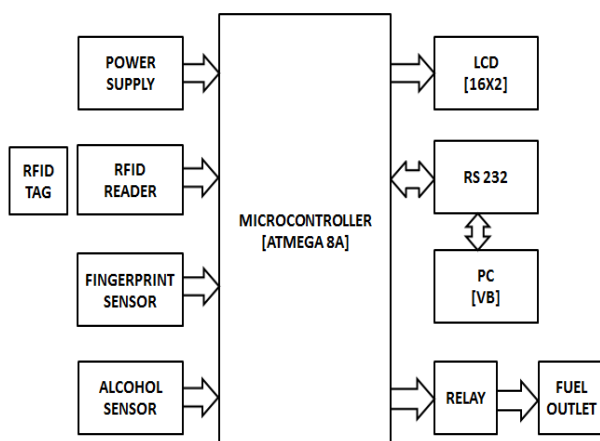 POWER
SUPPLY
RFID
TAG
RFID
READER
FINGERPRINT
SENSOR
ALCOHOL
SENSOR
MICROCONTROLLER
[ATMEGA 8A]
LCD
[16X2]
RS 232
PC
[VB]
RELAY
FUEL
OUTLET